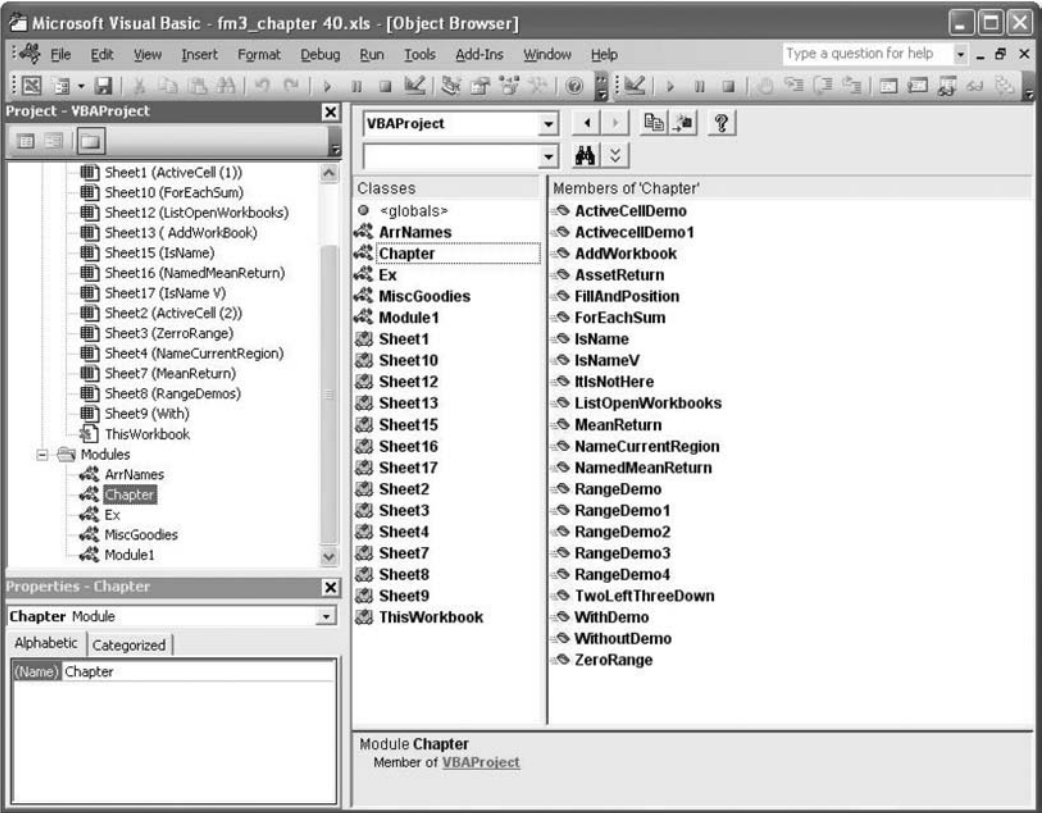 Microsoft Visual Basic - fm3_chapter 40.xls - [Object Browser]
File Edit View Insert Format Debug Run Tools Add-Ins Window Help Type a question for help
Project - VBAProject
Sheet1 (ActiveCell (1))
Sheet10 (ForEachSum)
Sheet12 (ListOpenWorkbooks)
Sheet13 ( AddWorkBook)
Sheet15 (IsName)
Sheet16 (NamedMeanReturn)
Sheet17 (IsName V)
Sheet2 (ActiveCell (2))
Sheet3 (ZerroRange)
Sheet4 (NameCurrentRegion)
Sheet7 (MeanReturn)
Sheet8 (RangeDemos)
Sheet9 (With)
ThisWorkbook
Modules
ArrNames
Chapter
Ex
MiscGoodies
Module1
Properties - Chapter
Chapter Module
Alphabetic Categorized
(Name) Chapter
VBAProject
Classes
<globals>
ArrNames
Chapter
Ex
MiscGoodies
Module1
Sheet1
Sheet10
Sheet12
Sheet13
Sheet15
Sheet16
Sheet17
Sheet2
Sheet3
Sheet4
Sheet7
Sheet8
Sheet9
ThisWorkbook
Members of 'Chapter'
ActiveCellDemo
ActivecellDemo1
AddWorkbook
AssetReturn
FillAndPosition
ForEachSum
IsName
IsNameV
ItIsNotHere
ListOpenWorkbooks
MeanReturn
NameCurrentRegion
NamedMeanReturn
RangeDemo
RangeDemo1
RangeDemo2
RangeDemo3
RangeDemo4
TwoLeftThreeDown
WithDemo
WithoutDemo
ZeroRange
Module Chapter
Member of VBAProject